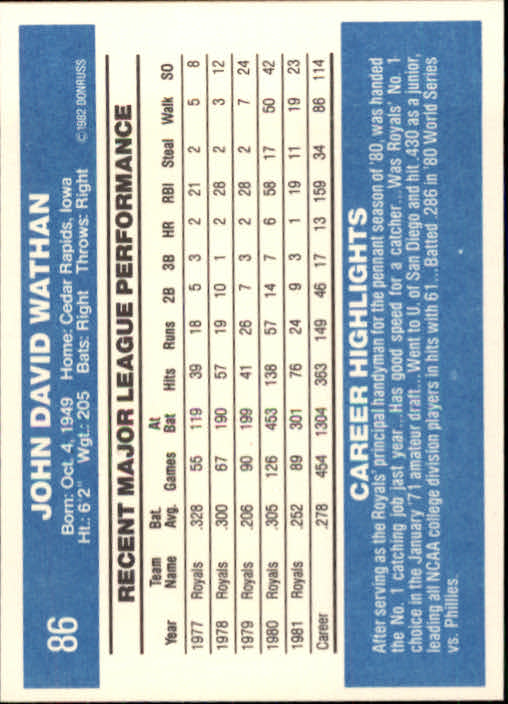 86
JOHN DAVID WATHAN
Born: Oct. 4, 1949 Home: Cedar Rapids, Iowa
Ht.: 6'2" Wgt.: 205 Bats: Right Throws: Right ©1982 DONRUSS
RECENT MAJOR LEAGUE PERFORMANCE
Year Team Name Bat. Avg. Games At Bat Hits Runs 2B 3B HR RBI Steal Walk SO
1977 Royals .328 55 119 39 18 5 3 2 21 2 5 8
1978 Royals .300 67 190 57 19 10 1 2 28 2 3 12
1979 Royals .206 90 199 41 26 7 3 2 28 2 7 24
1980 Royals .305 126 453 138 57 14 7 6 58 17 50 42
1981 Royals .252 89 301 76 24 9 3 1 19 11 19 23
Career .278 454 1304 363 149 46 17 13 159 34 86 114
CAREER HIGHLIGHTS
After serving as the Royals' principal handyman for the pennant season of '80, was handed
the No. 1 catching job last year...Has good speed for a catcher...Was Royals' No. 1
choice in the January '71 amateur draft...Went to U. of San Diego and hit .430 as a junior,
leading all NCAA college division players in hits with 61...Batted .286 in '80 World Series
vs. Phillies.